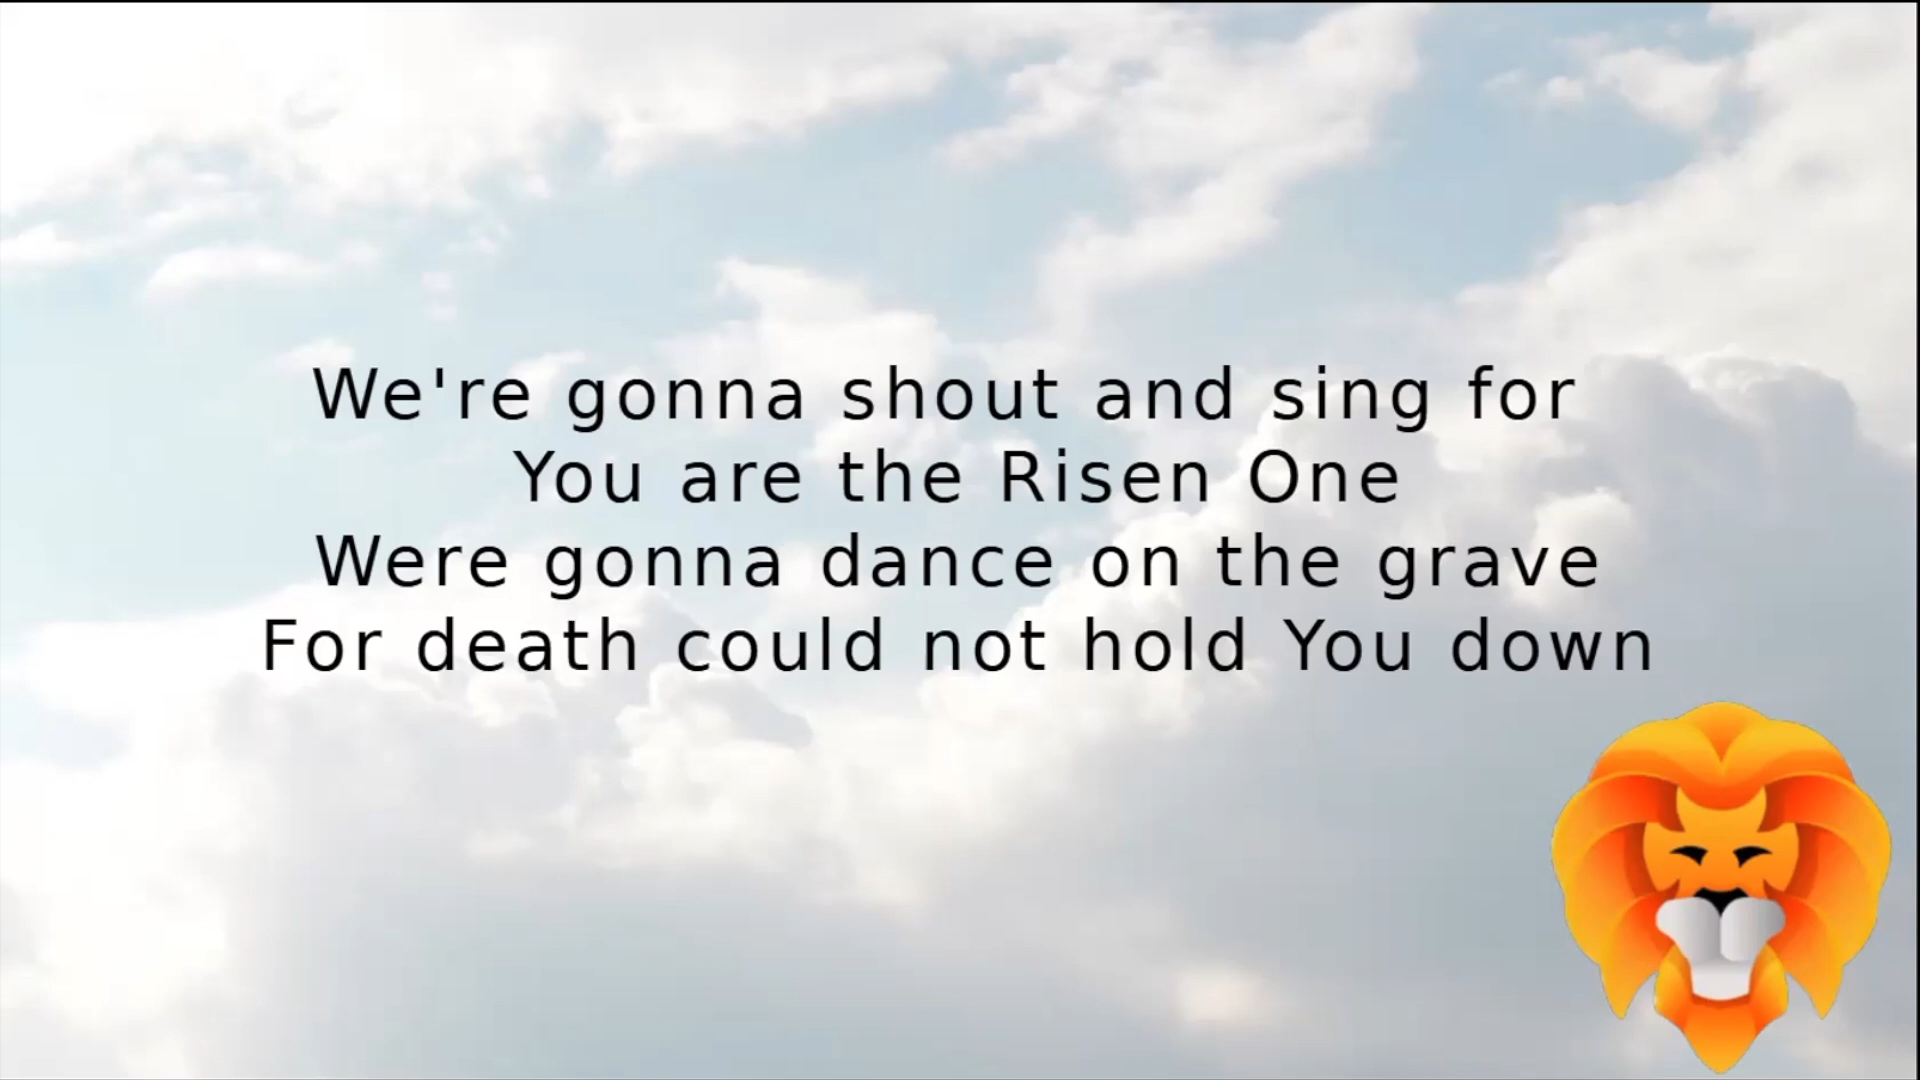 We're gonna shout and sing for
You are the Risen One
Were gonna dance on the grave
For death could not hold You down